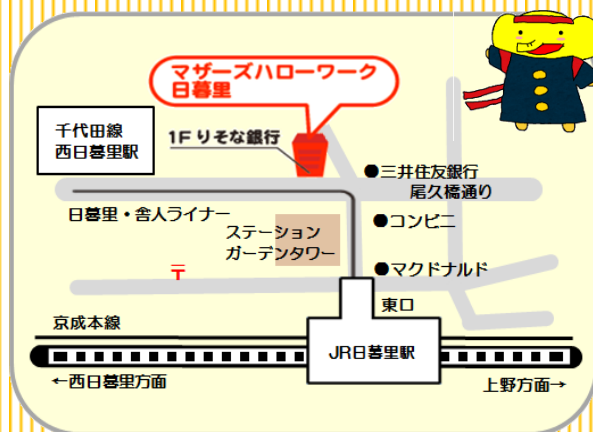 マザーズハローワーク
日暮里
千代田線
西日暮里駅
1F りそな銀行
●三井住友銀行
尾久橋通り
日暮里・舎人ライナー
ステーション
ガーデンタワー
●コンビニ
〒
●マクドナルド
東口
京成本線
JR日暮里駅
←西日暮里方面
上野方面→